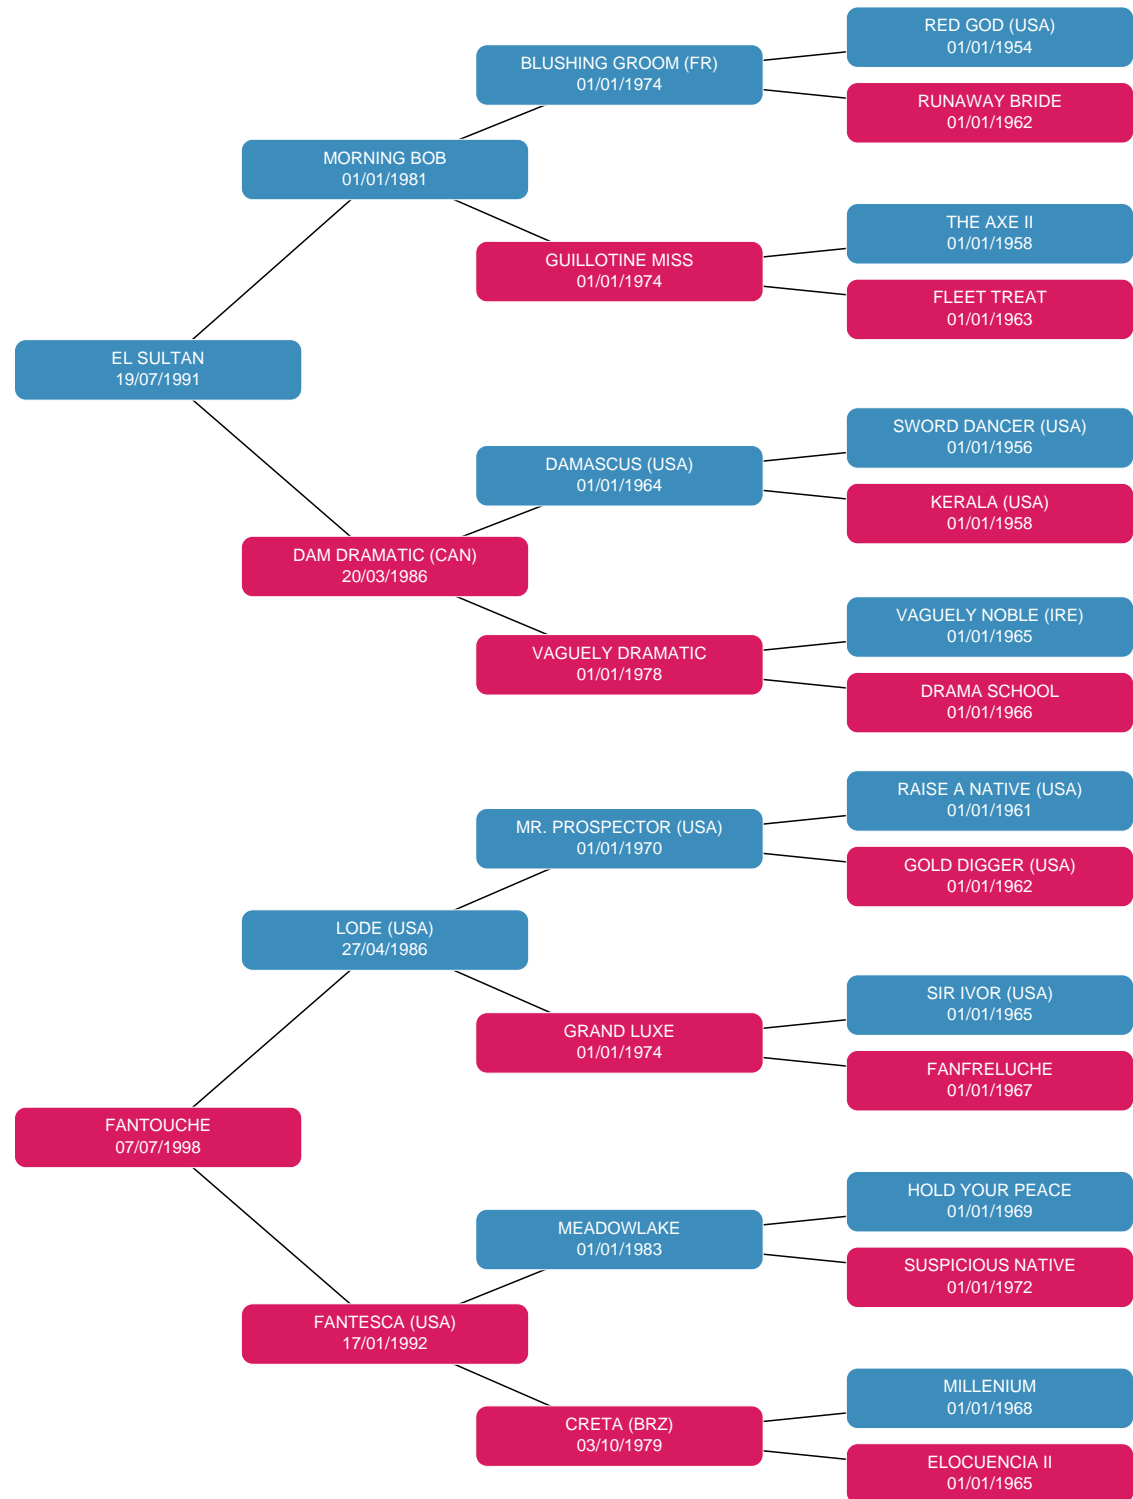 RED GOD (USA)
01/01/1954
BLUSHING GROOM (FR)
01/01/1974
RUNAWAY BRIDE
01/01/1962
MORNING BOB
01/01/1981
THE AXE II
01/01/1958
GUILLOTINE MISS
01/01/1974
FLEET TREAT
01/01/1963
EL SULTAN
19/07/1991
SWORD DANCER (USA)
01/01/1956
DAMASCUS (USA)
01/01/1964
KERALA (USA)
01/01/1958
DAM DRAMATIC (CAN)
20/03/1986
VAGUELY NOBLE (IRE)
01/01/1965
VAGUELY DRAMATIC
01/01/1978
DRAMA SCHOOL
01/01/1966
RAISE A NATIVE (USA)
01/01/1961
MR. PROSPECTOR (USA)
01/01/1970
GOLD DIGGER (USA)
01/01/1962
LODE (USA)
27/04/1986
SIR IVOR (USA)
01/01/1965
GRAND LUXE
01/01/1974
FANFRELUCHE
01/01/1967
FANTOUCHE
07/07/1998
HOLD YOUR PEACE
01/01/1969
MEADOWLAKE
01/01/1983
SUSPICIOUS NATIVE
01/01/1972
FANTESCA (USA)
17/01/1992
MILLENIUM
01/01/1968
CRETA (BRZ)
03/10/1979
ELOCUENCIA II
01/01/1965